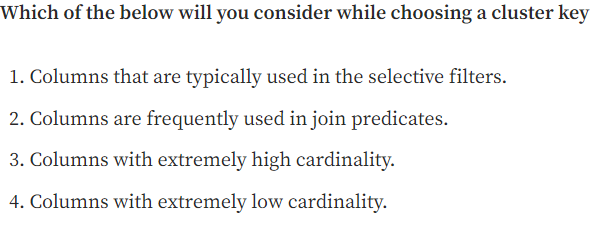 Which of the below will you consider while choosing a cluster key
1. Columns that are typically used in the selective filters.
2. Columns are frequently used in join predicates.
3. Columns with extremely high cardinality.
4. Columns with extremely low cardinality.